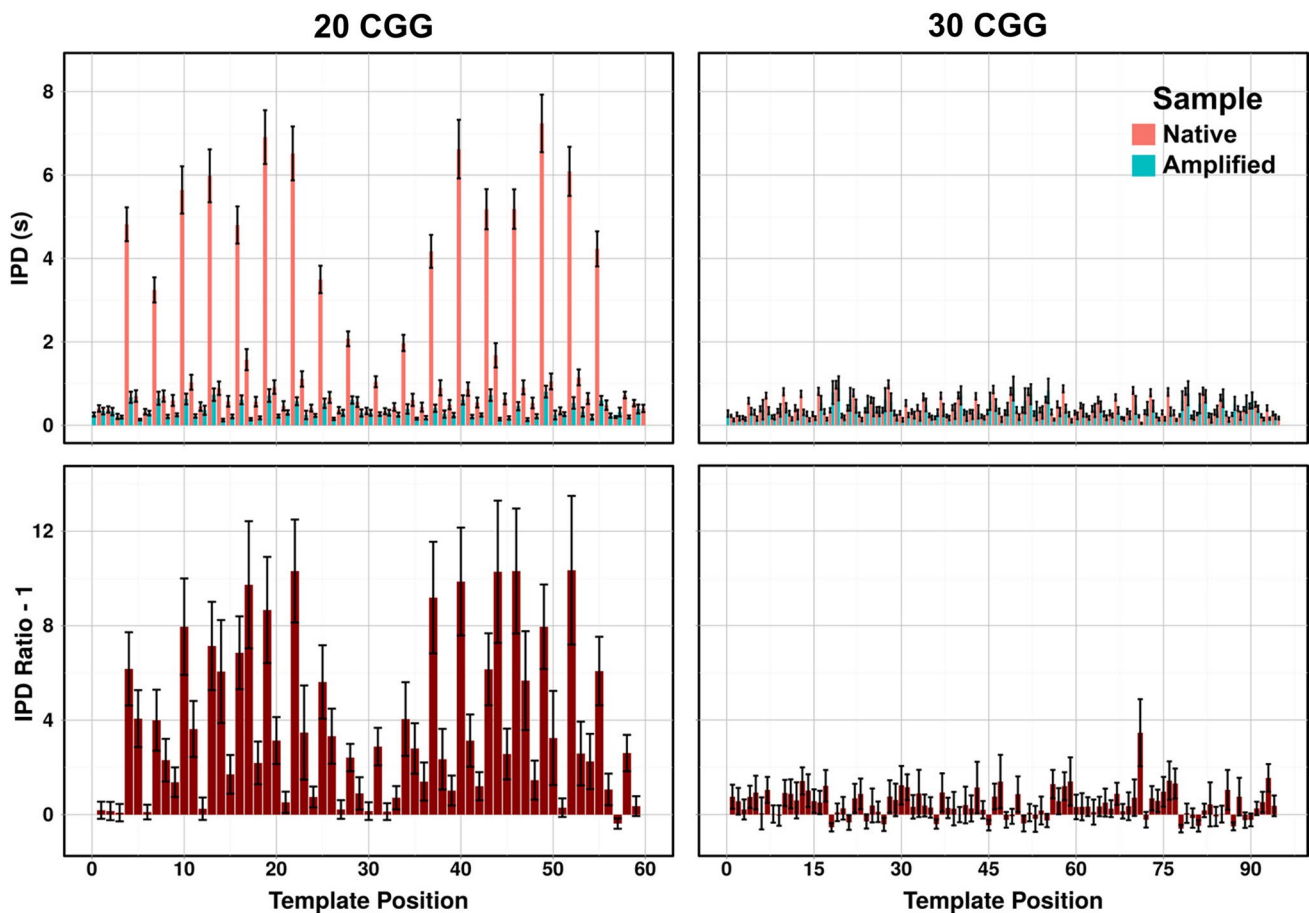 20 CGG
30 CGG
IPD (s)
8
6
4
2
0
Sample
Native
Amplified
IPD Ratio - 1
12
8
4
0
0 10 20 30 40 50 60
0 15 30 45 60 75 90
Template Position
Template Position